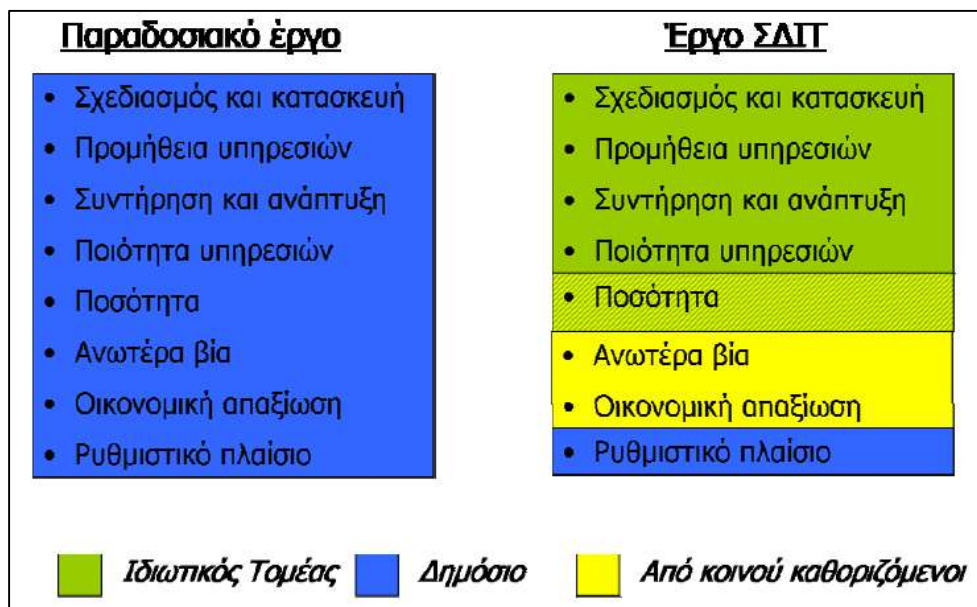 Παραδοσιακό έργο
• Σχεδιασμός και κατασκευή
• Προμήθεια υπηρεσιών
• Συντήρηση και ανάπτυξη
• Ποιότητα υπηρεσιών
• Ποσότητα
• Ανωτέρα βία
• Οικονομική απαξίωση
• Ρυθμιστικό πλαίσιο
Έργο ΣΔΙΤ
• Σχεδιασμός και κατασκευή
• Προμήθεια υπηρεσιών
• Συντήρηση και ανάπτυξη
• Ποιότητα υπηρεσιών
• Ποσότητα
• Ανωτέρα βία
• Οικονομική απαξίωση
• Ρυθμιστικό πλαίσιο
Ιδιωτικός Τομέας
Δημόσιο
Από κοινού καθοριζόμενοι